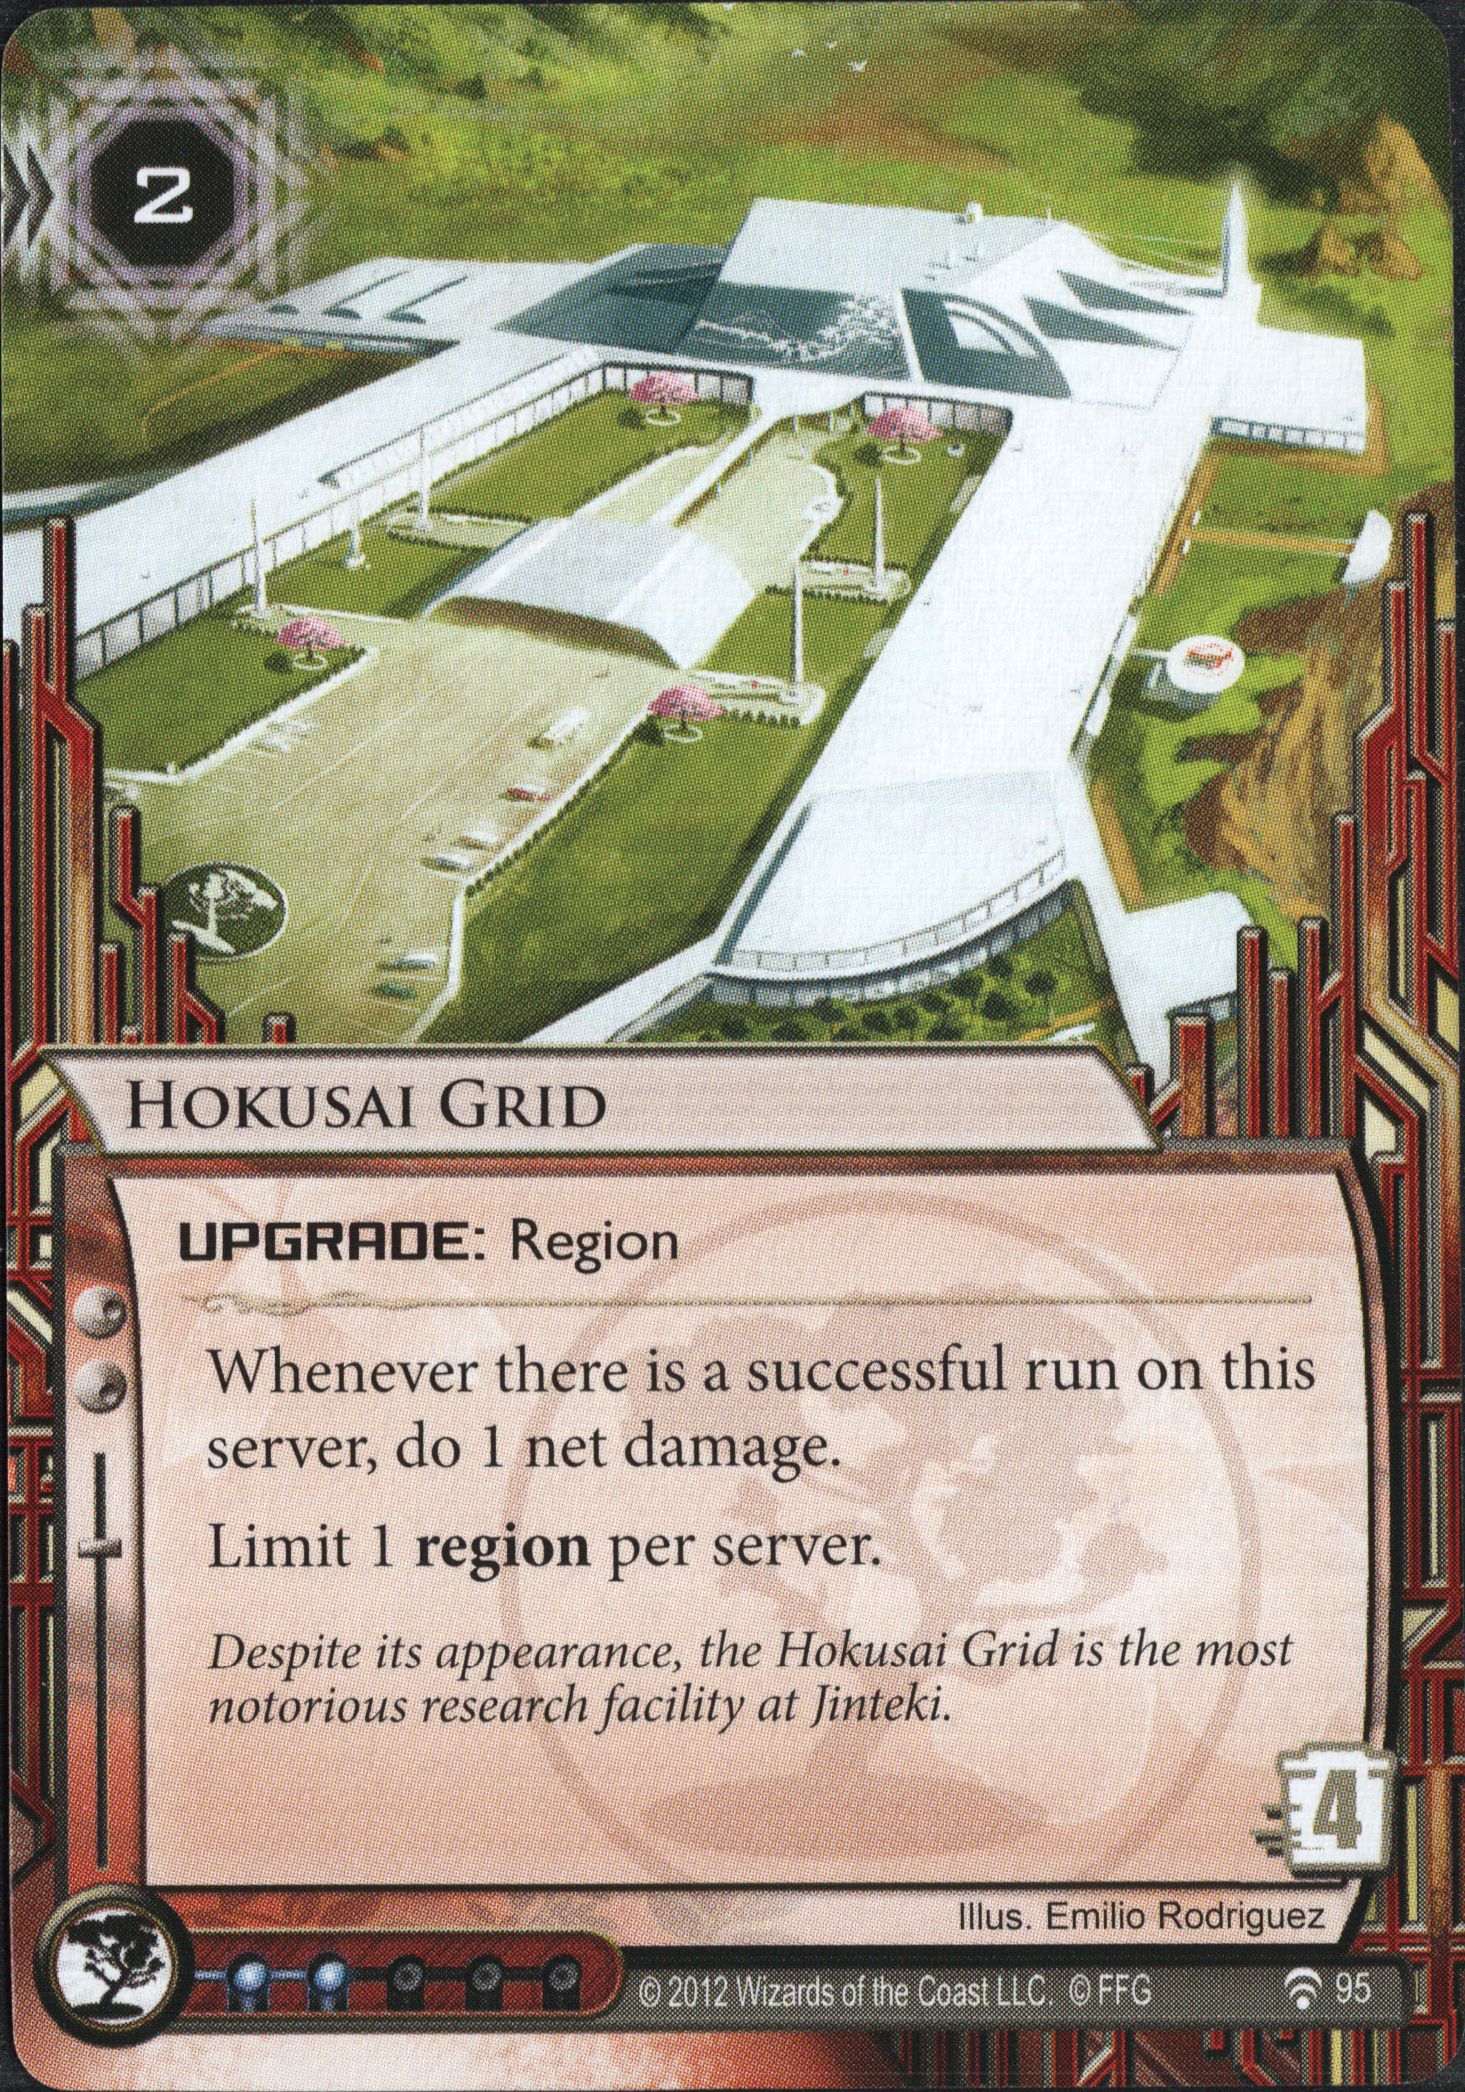 2
HOKUSAI GRID
UPGRADE: Region
Whenever there is a successful run on this
server, do 1 net damage.
Limit 1 region per server.
Despite its appearance, the Hokusai Grid is the most
notorious research facility at Jinteki.
4
Illus. Emilio Rodriguez
© 2012 Wizards of the Coast LLC. © FFG 95